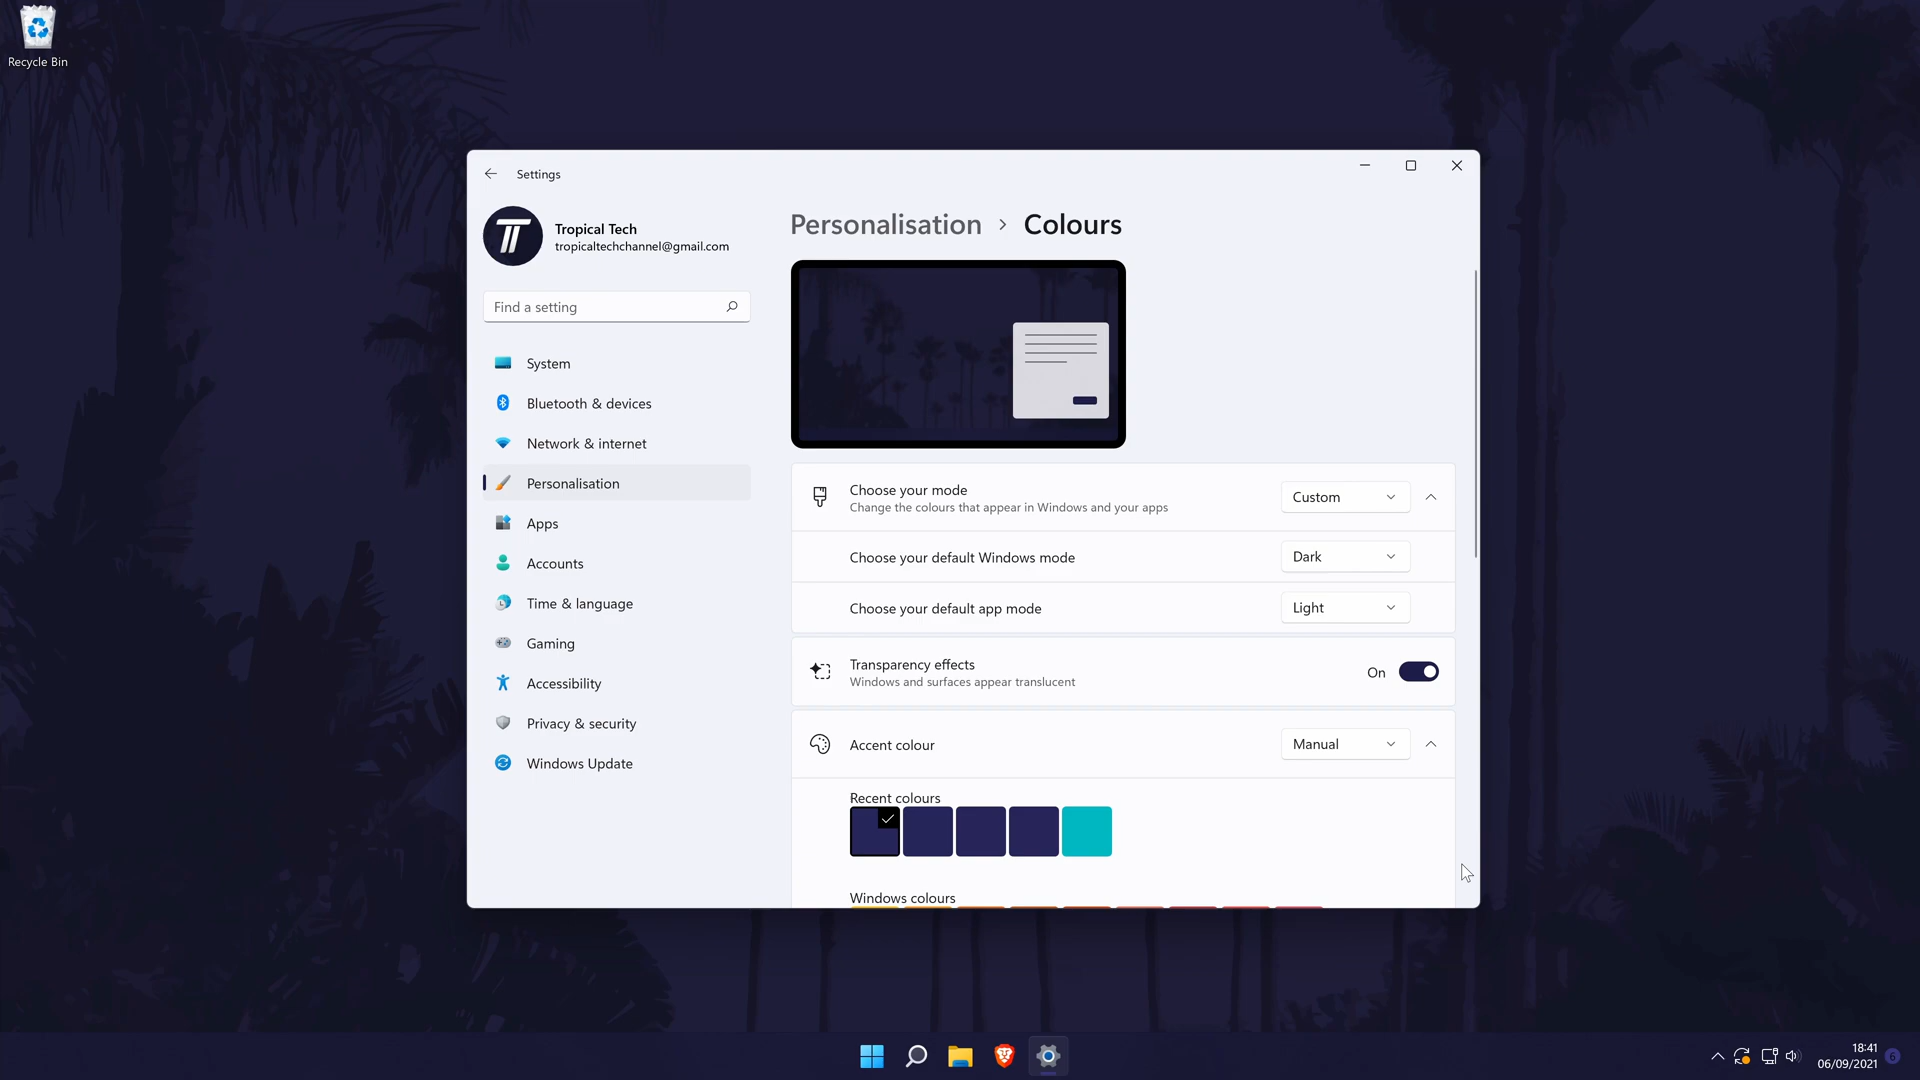 Recycle Bin
Settings
Tropical Tech
tropicaltechchannel@gmail.com
Find a setting
System
Bluetooth & devices
Network & internet
Personalisation
Apps
Accounts
Time & language
Gaming
Accessibility
Privacy & security
Windows Update
Personalisation > Colours
Choose your mode
Change the colours that appear in Windows and your apps
Custom
Choose your default Windows mode
Dark
Choose your default app mode
Light
Transparency effects
Windows and surfaces appear translucent
On
Accent colour
Manual
Recent colours
Windows colours
18:41
06/09/2021
6